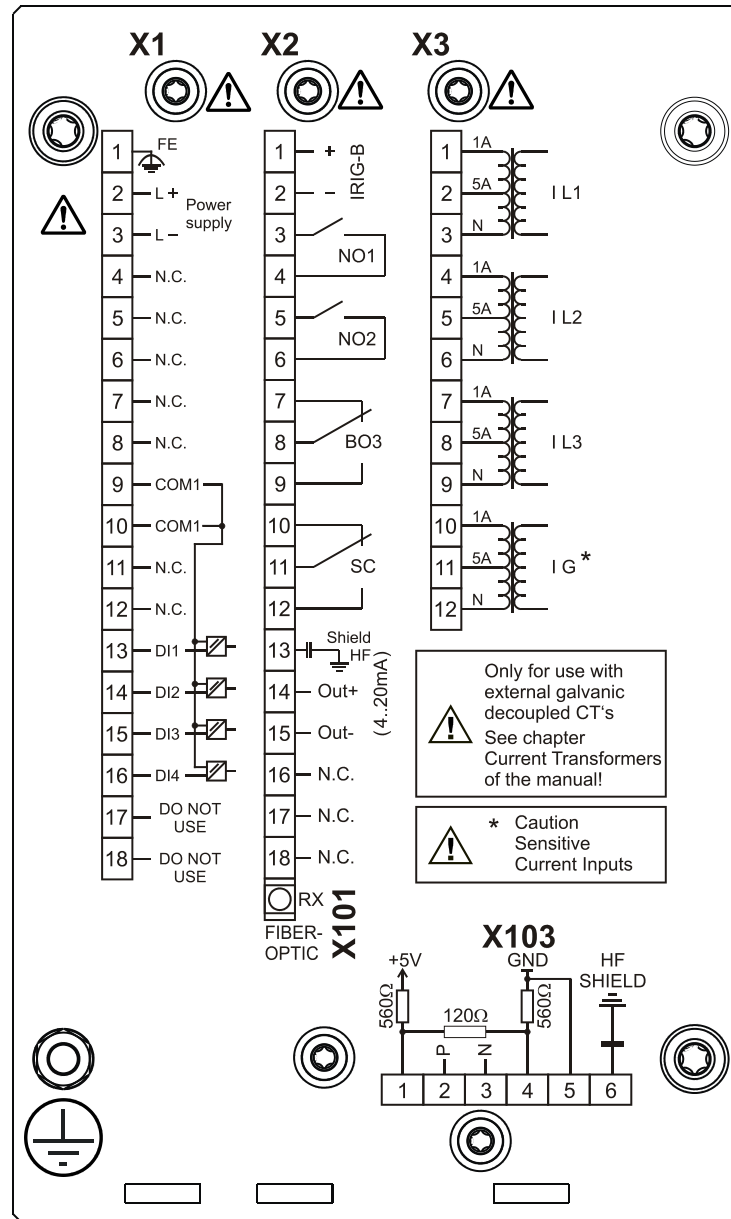 X1
X2
X3
1 FE
2 L+
Power
supply
3 L−
4 N.C.
5 N.C.
6 N.C.
7 N.C.
8 N.C.
9 COM1
10 COM1
11 N.C.
12 N.C.
13 DI1
14 DI2
15 DI3
16 DI4
17 DO NOT
USE
18 DO NOT
USE
1 +
2 −
IRIG-B
3
4
NO1
5
6
NO2
7
8 BO3
9
10
11 SC
12
13 Shield
HF
14 Out+
15 Out-
(4..20mA)
16 N.C.
17 N.C.
18 N.C.
RX
FIBER-
OPTIC
X101
1 1A
2 5A I L1
3 N
4 1A
5 5A I L2
6 N
7 1A
8 5A I L3
9 N
10 1A
11 5A I G *
12 N
Only for use with
external galvanic
decoupled CT‘s
See chapter
Current Transformers
of the manual!
* Caution
Sensitive
Current Inputs
X103
+5V
GND
HF
SHIELD
560Ω
120Ω
560Ω
P
N
1 2 3 4 5 6